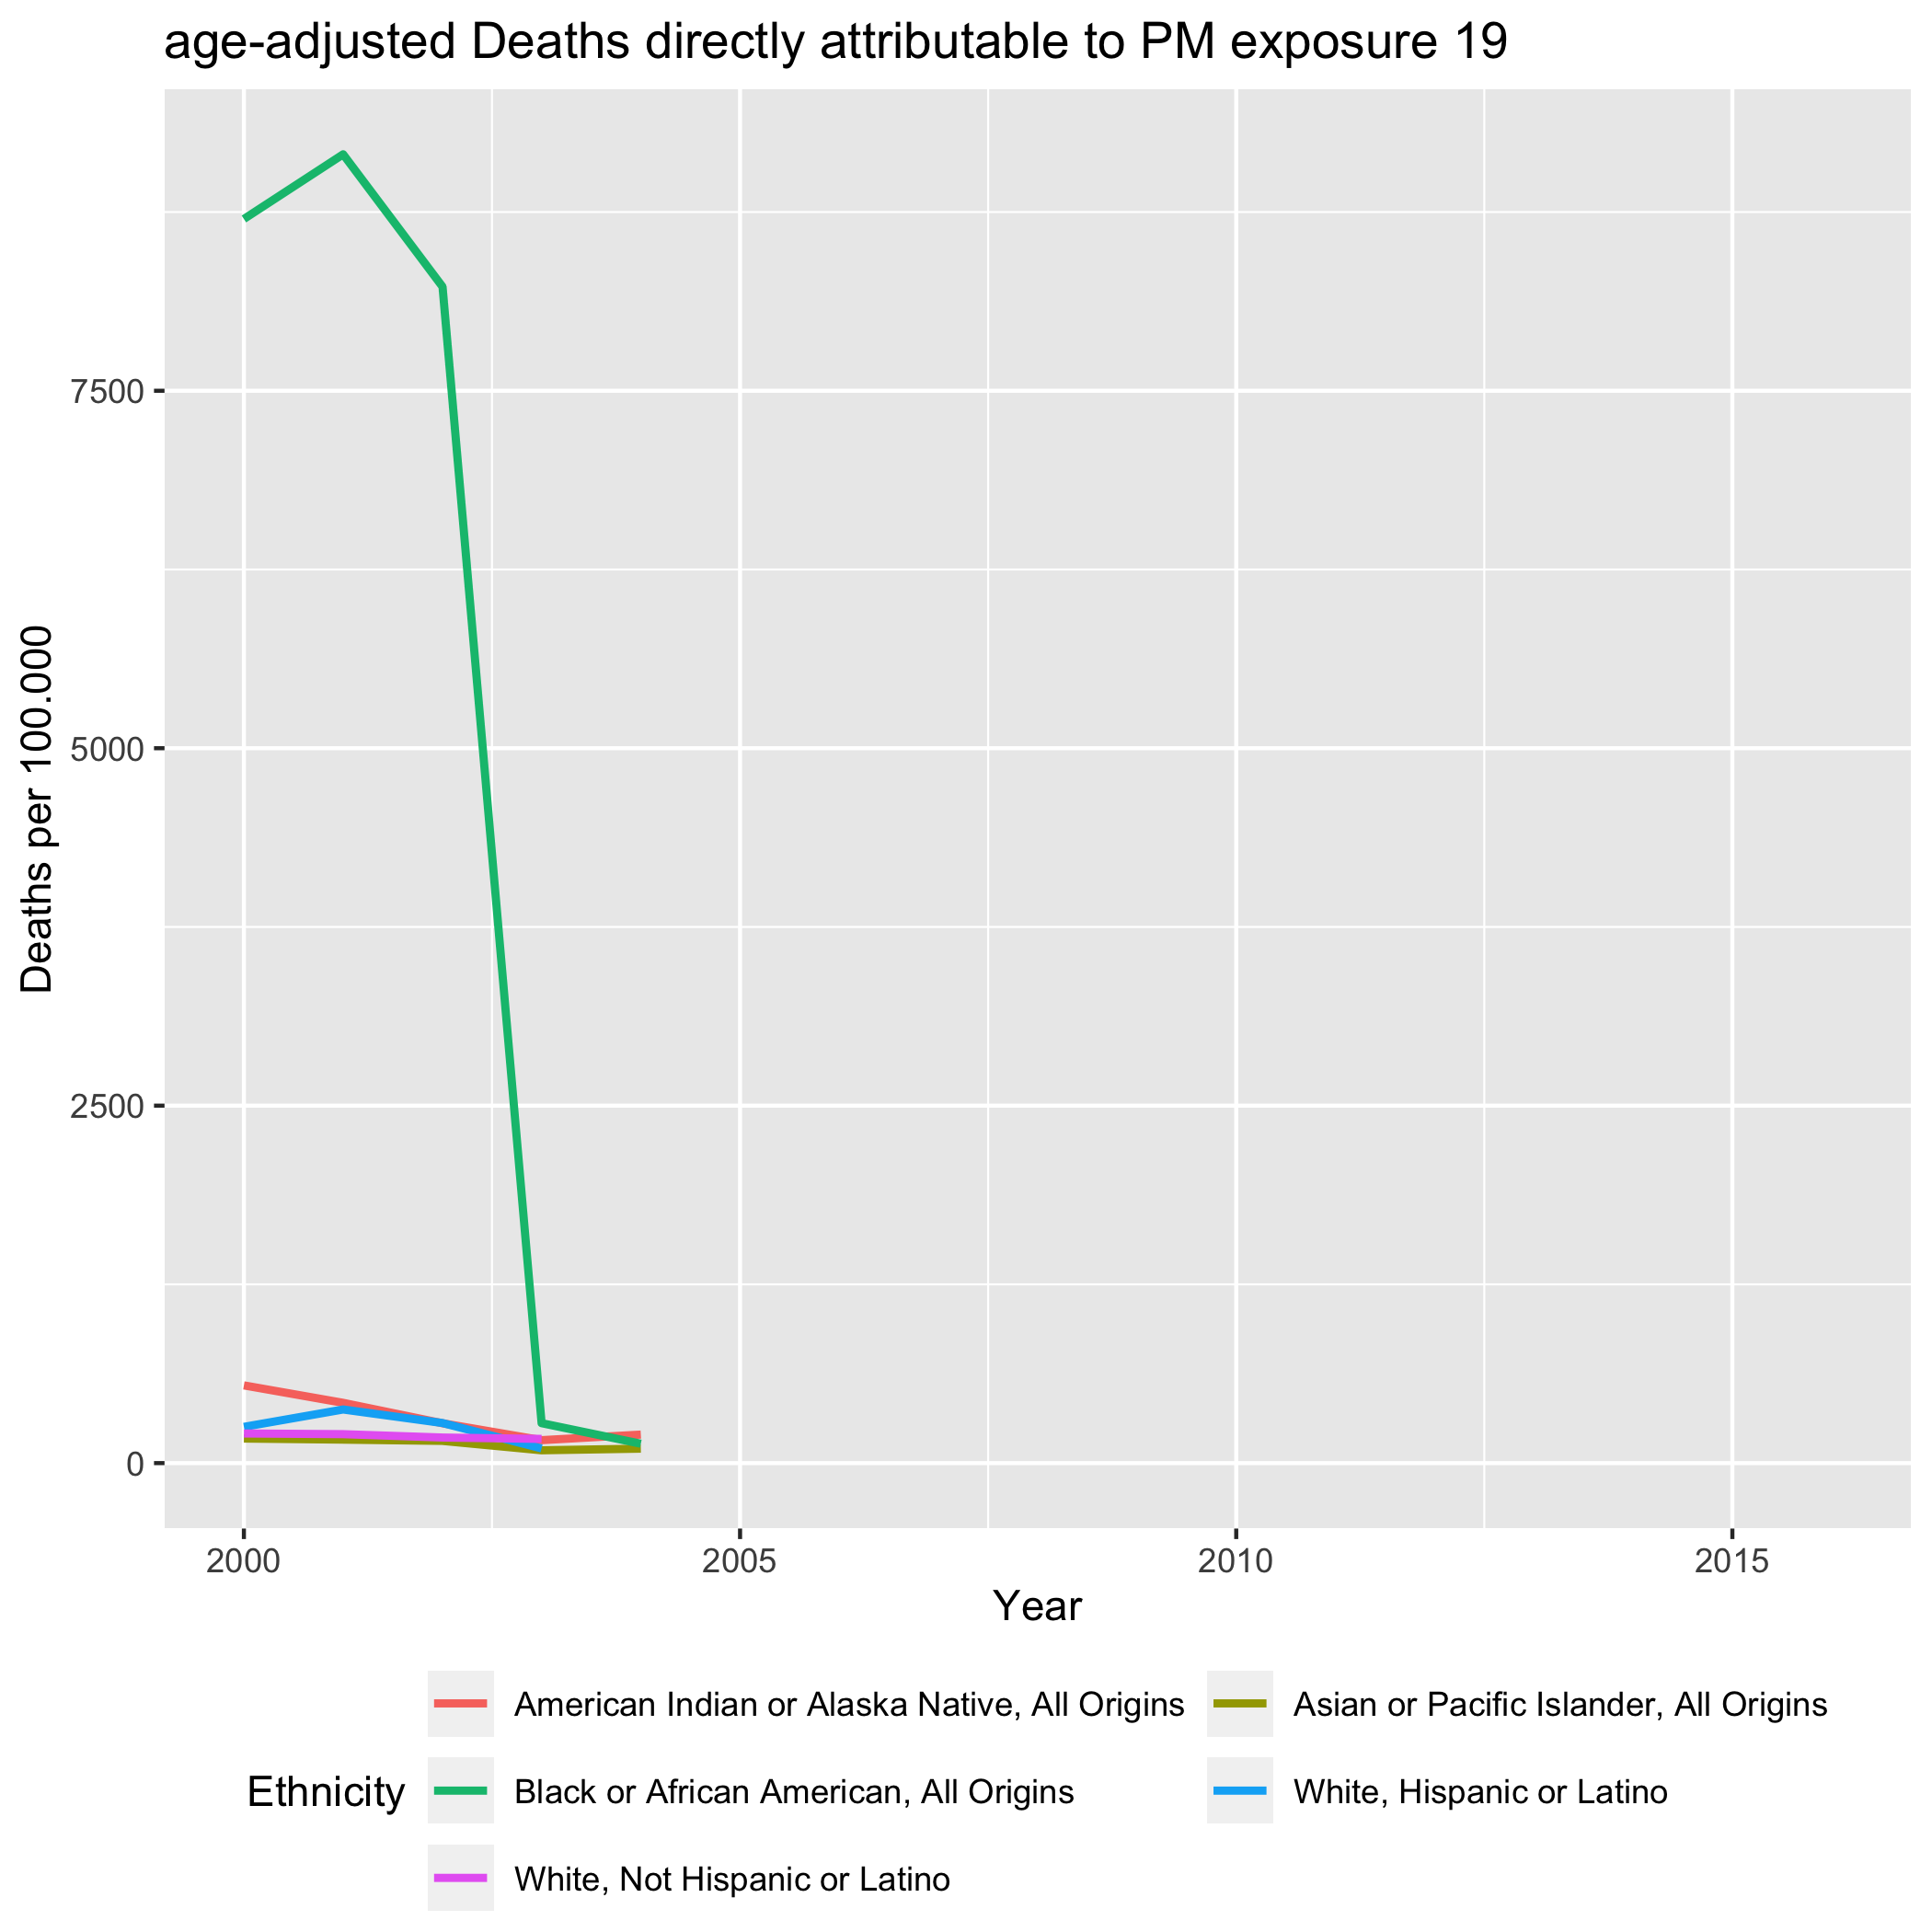 age-adjusted Deaths directly attributable to PM exposure 19
Deaths per 100.000
7500
5000
2500
0
2000 2005 2010 2015
Year
Ethnicity
American Indian or Alaska Native, All Origins
Asian or Pacific Islander, All Origins
Black or African American, All Origins
White, Hispanic or Latino
White, Not Hispanic or Latino